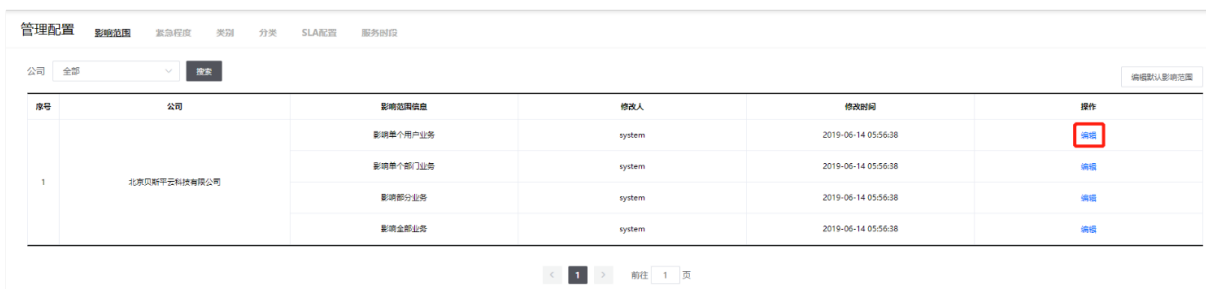 管理配置 影响范围 紧急程度 类别 分类 SLA配置 服务时段
公司 全部 搜索
编辑默认影响范围
序号 公司 影响范围信息 修改人 修改时间 操作
影响单个用户业务 system 2019-06-14 05:56:38 编辑
影响单个部门业务 system 2019-06-14 05:56:38 编辑
1 北京贝斯平云科技有限公司
影响部分业务 system 2019-06-14 05:56:38 编辑
影响全部业务 system 2019-06-14 05:56:38 编辑
< 1 > 前往 1 页